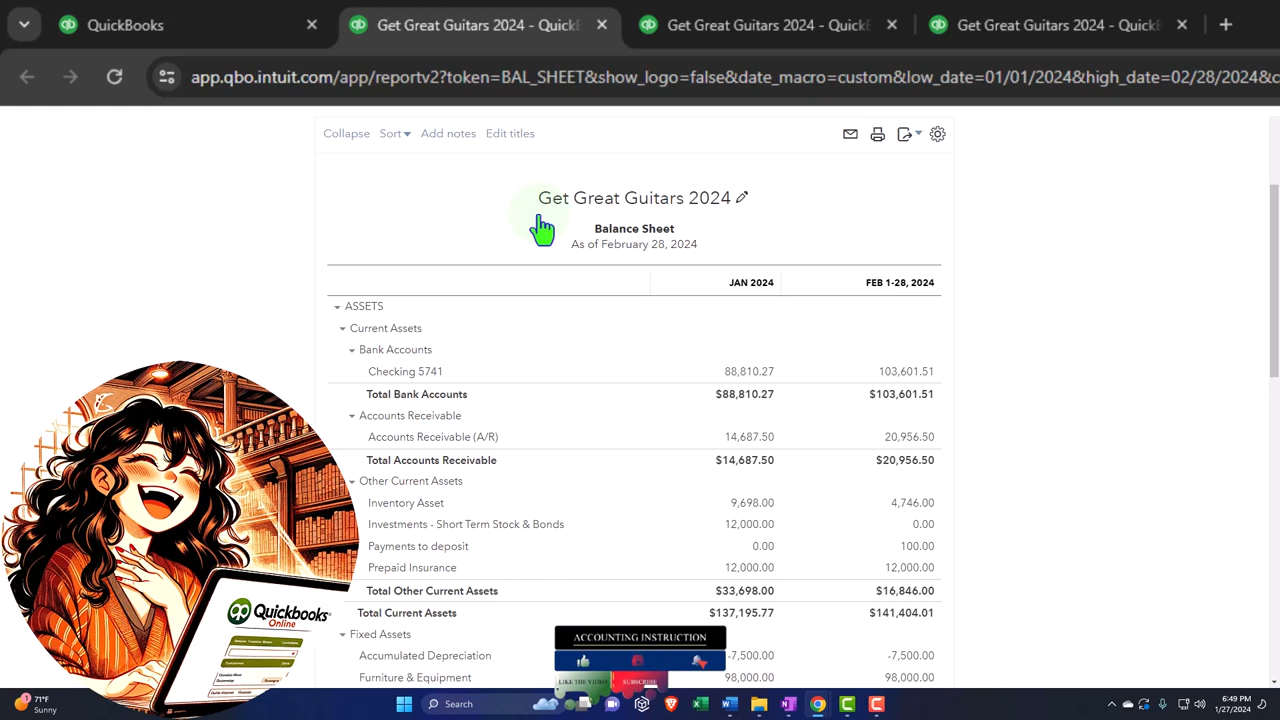 QuickBooks
Get Great Guitars 2024 - QuickB
Get Great Guitars 2024 - QuickB
Get Great Guitars 2024 - QuickB
app.qbo.intuit.com/app/reportv2?token=BAL_SHEET&show_logo=false&date_macro=custom&low_date=01/01/2024&high_date=02/28/2024&c
Collapse Sort Add notes Edit titles
Get Great Guitars 2024
Balance Sheet
As of February 28, 2024
JAN 2024 FEB 1-28, 2024
ASSETS
Current Assets
Bank Accounts
Checking 5741 88,810.27 103,601.51
Total Bank Accounts $88,810.27 $103,601.51
Accounts Receivable
Accounts Receivable (A/R) 14,687.50 20,956.50
Total Accounts Receivable $14,687.50 $20,956.50
Other Current Assets
Inventory Asset 9,698.00 4,746.00
Investments - Short Term Stock & Bonds 12,000.00 0.00
Payments to deposit 0.00 100.00
Prepaid Insurance 12,000.00 12,000.00
Total Other Current Assets $33,698.00 $16,846.00
Total Current Assets $137,195.77 $141,404.01
Fixed Assets
Accumulated Depreciation -7,500.00 -7,500.00
Furniture & Equipment 98,000.00 98,000.00
qb Quickbooks
Online
ACCOUNTING INSTRUCTION
LIKE THE VIDEO SUBSCRIBE
71°F
Sunny
Search
6:49 PM
1/27/2024